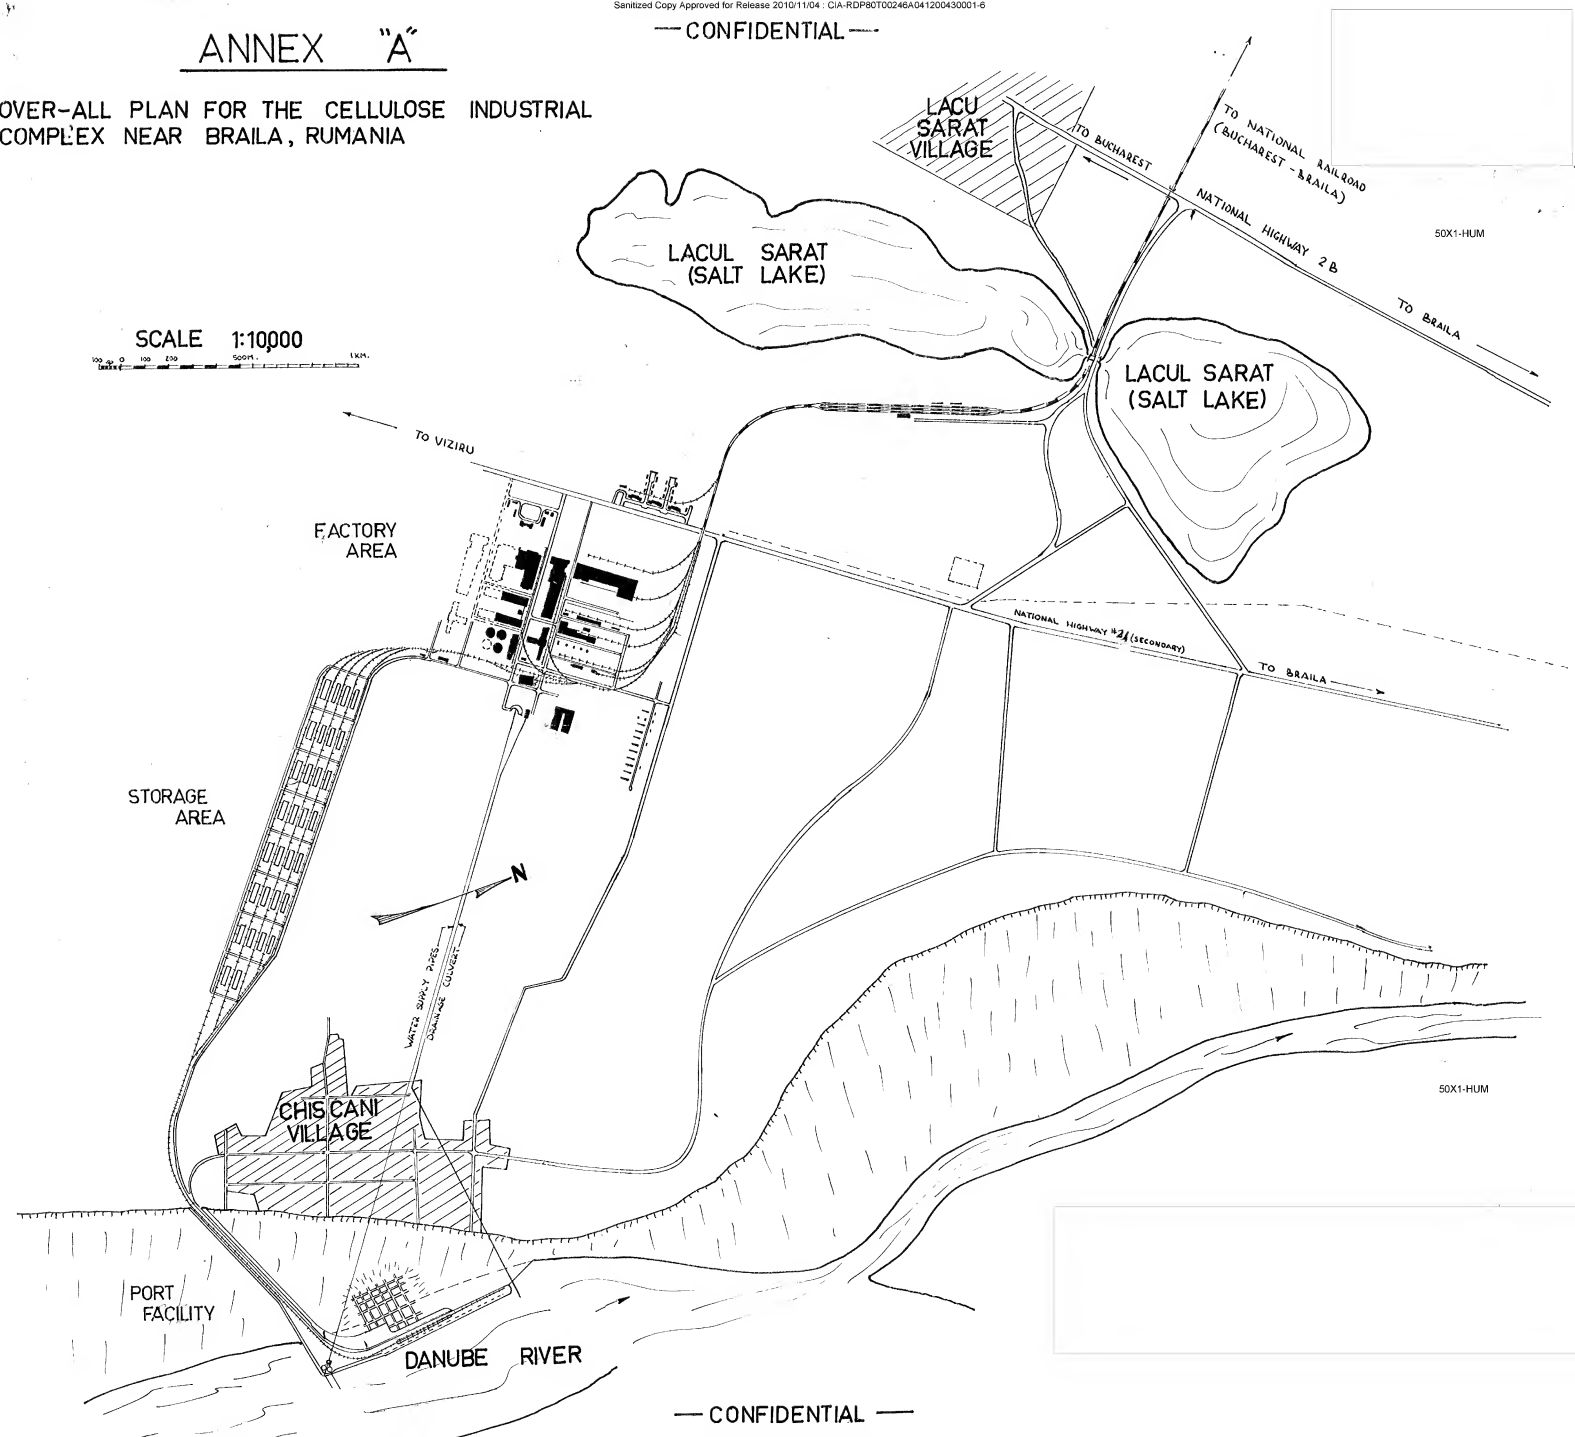 Sanitized Copy Approved for Release 2010/11/04 : CIA-RDP80T00246A041200430001-6
— CONFIDENTIAL —
ANNEX "A"
OVER-ALL PLAN FOR THE CELLULOSE INDUSTRIAL
COMPLEX NEAR BRAILA, RUMANIA
LACU
SARAT
VILLAGE
TO BUCHAREST
TO NATIONAL RAILROAD
(BUCHAREST - BRAILA)
NATIONAL HIGHWAY 2B
50X1-HUM
LACUL SARAT
(SALT LAKE)
TO BRAILA
SCALE 1:10,000
100 50 0 100 200 500M. 1KM.
LACUL SARAT
(SALT LAKE)
TO VIZIRU
FACTORY
AREA
NATIONAL HIGHWAY #21 (SECONDARY)
TO BRAILA
STORAGE
AREA
N
WATER SUPPLY PIPES
DRAINAGE CULVERT
50X1-HUM
CHISCANI
VILLAGE
PORT
FACILITY
DANUBE RIVER
— CONFIDENTIAL —